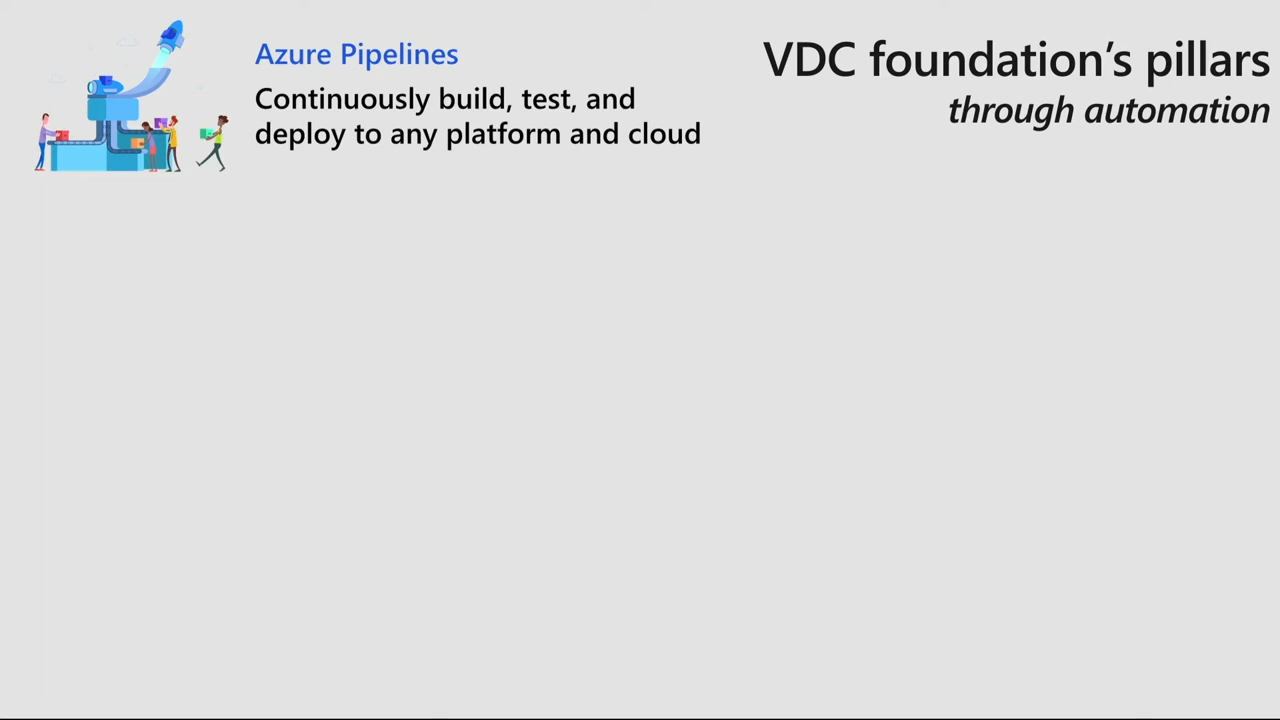 Azure Pipelines
Continuously build, test, and
deploy to any platform and cloud
VDC foundation’s pillars
through automation